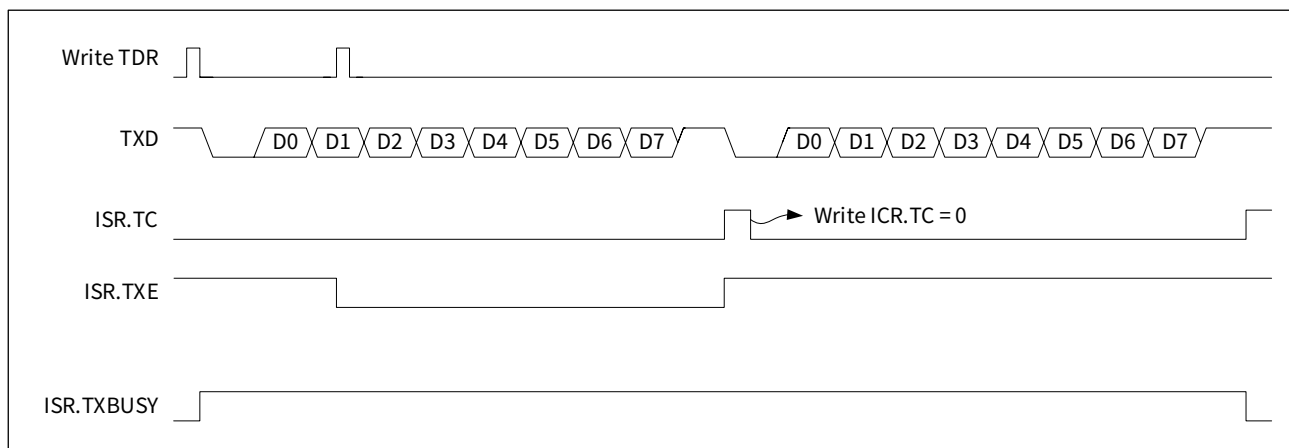 Write TDR
TXD D0 D1 D2 D3 D4 D5 D6 D7 D0 D1 D2 D3 D4 D5 D6 D7
ISR.TC Write ICR.TC = 0
ISR.TXE
ISR.TXBUSY